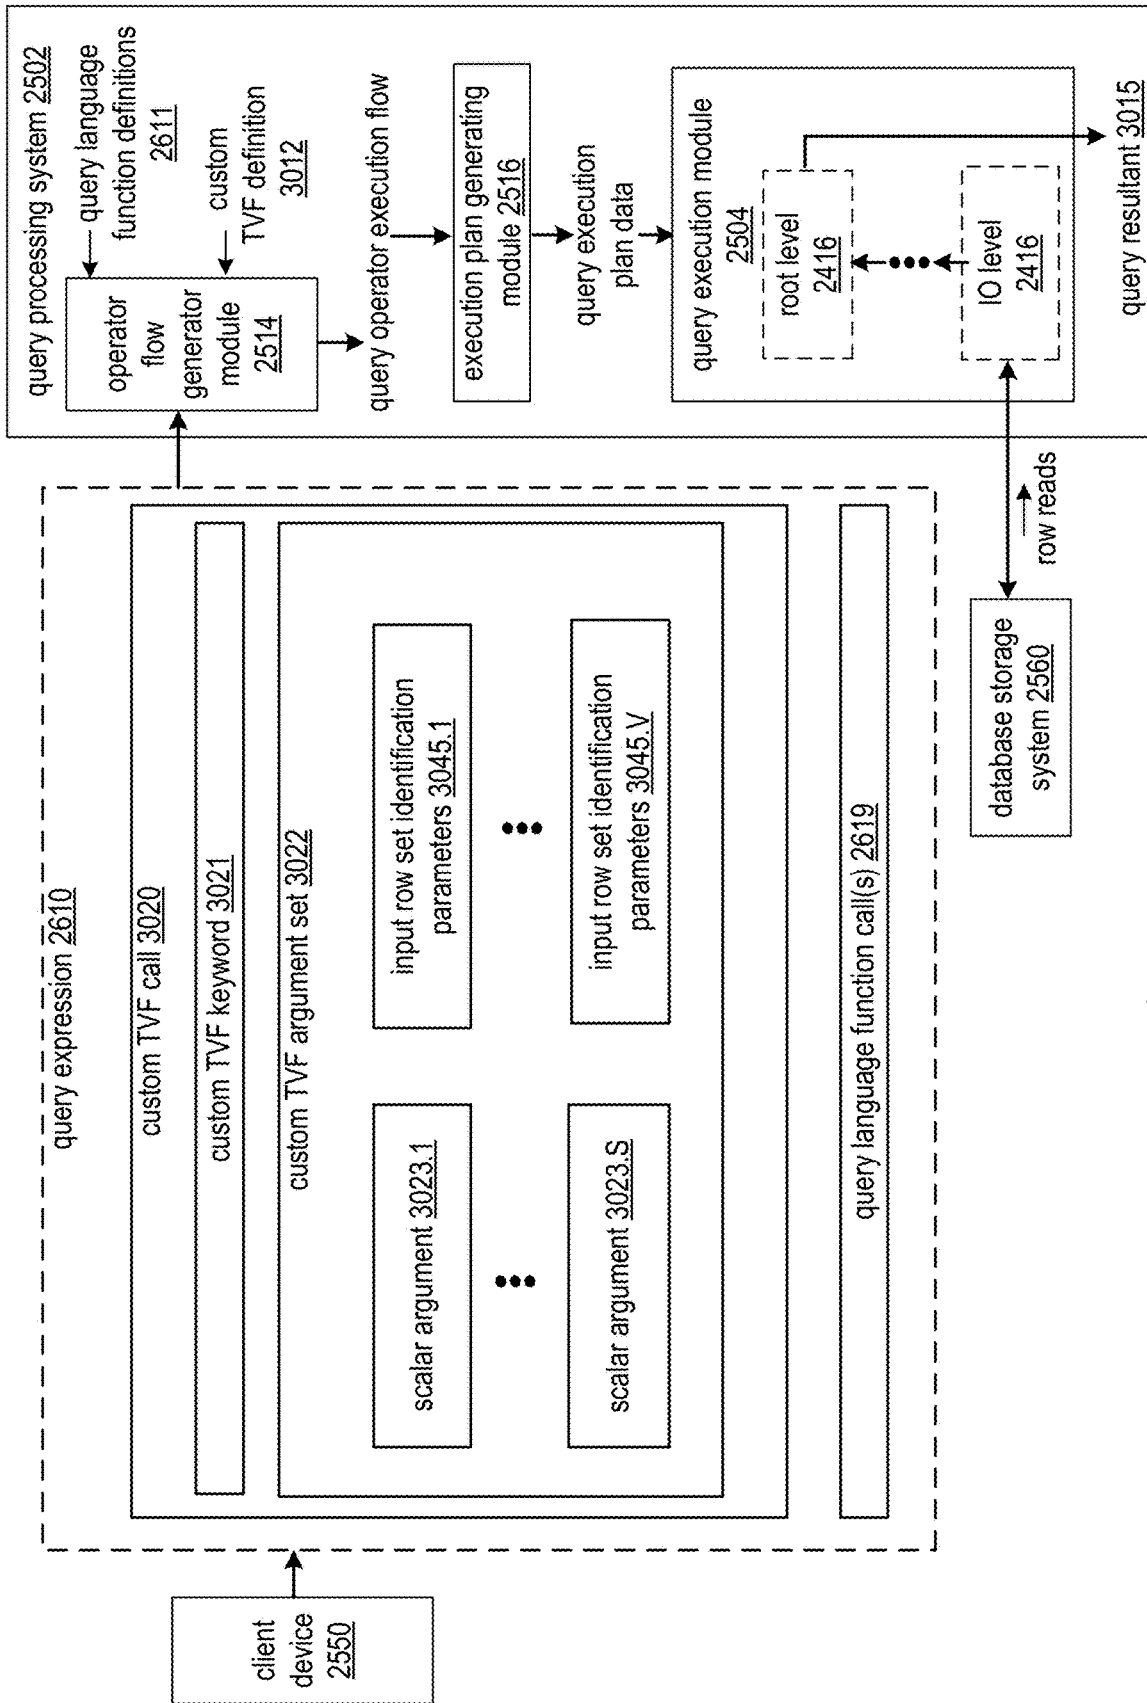 client
device
2550
query expression 2610
custom TVF call 3020
custom TVF keyword 3021
custom TVF argument set 3022
scalar argument 3023.1
scalar argument 3023.S
input row set identification
parameters 3045.1
input row set identification
parameters 3045.V
query language function call(s) 2619
database storage
system 2560
row reads
query processing system 2502
query language
function definitions
2611
custom
TVF definition
3012
operator
flow
generator
module
2514
query operator execution flow
execution plan generating
module 2516
query execution
plan data
query execution module
2504
root level
2416
IO level
2416
query resultant 3015